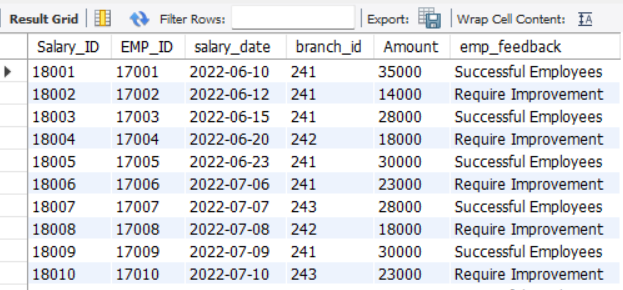 Result Grid Filter Rows: Export: Wrap Cell Content:
Salary_ID EMP_ID salary_date branch_id Amount emp_feedback
18001 17001 2022-06-10 241 35000 Successful Employees
18002 17002 2022-06-12 241 14000 Require Improvement
18003 17003 2022-06-15 241 28000 Successful Employees
18004 17004 2022-06-20 242 18000 Require Improvement
18005 17005 2022-06-23 241 30000 Successful Employees
18006 17006 2022-07-06 241 23000 Require Improvement
18007 17007 2022-07-07 243 28000 Successful Employees
18008 17008 2022-07-08 242 18000 Require Improvement
18009 17009 2022-07-09 241 30000 Successful Employees
18010 17010 2022-07-10 243 23000 Require Improvement